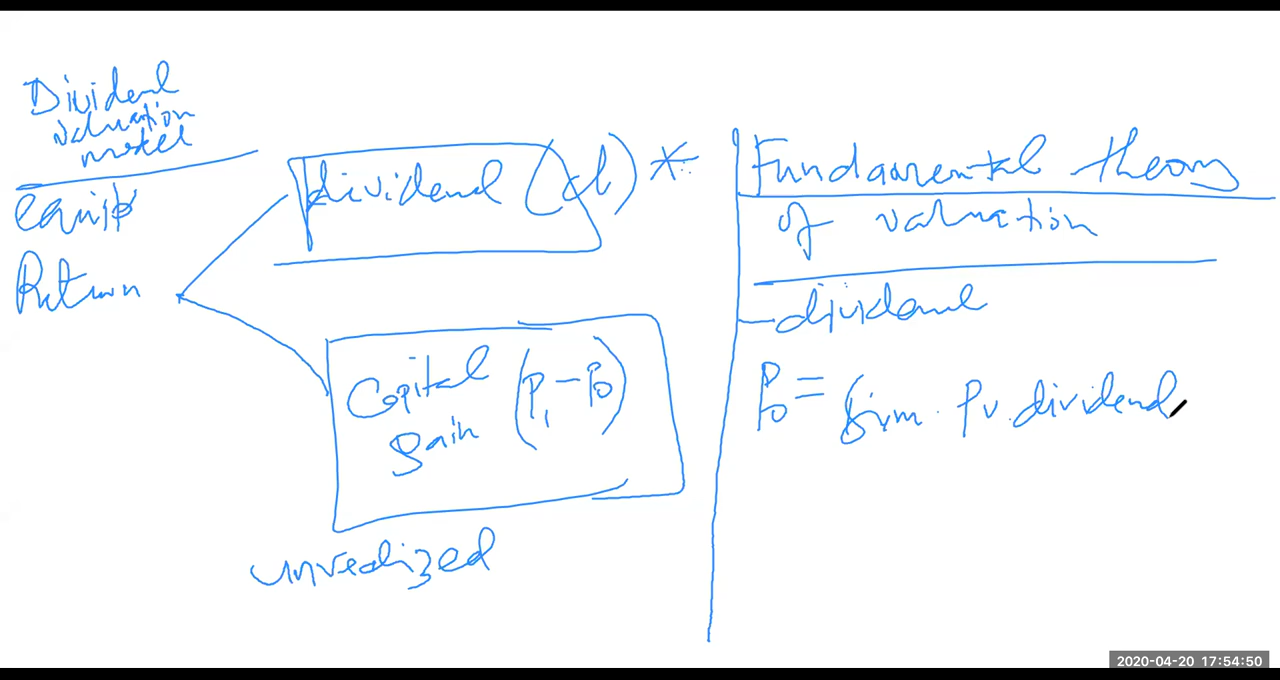 Dividend
valuation
model
equity
Return
dividend (d) *
Capital
gain (P1 - P0)
unrealized
Fundamental theory
of valuation
- dividend
P0 = sum. PV. dividend
2020-04-20 17:54:50